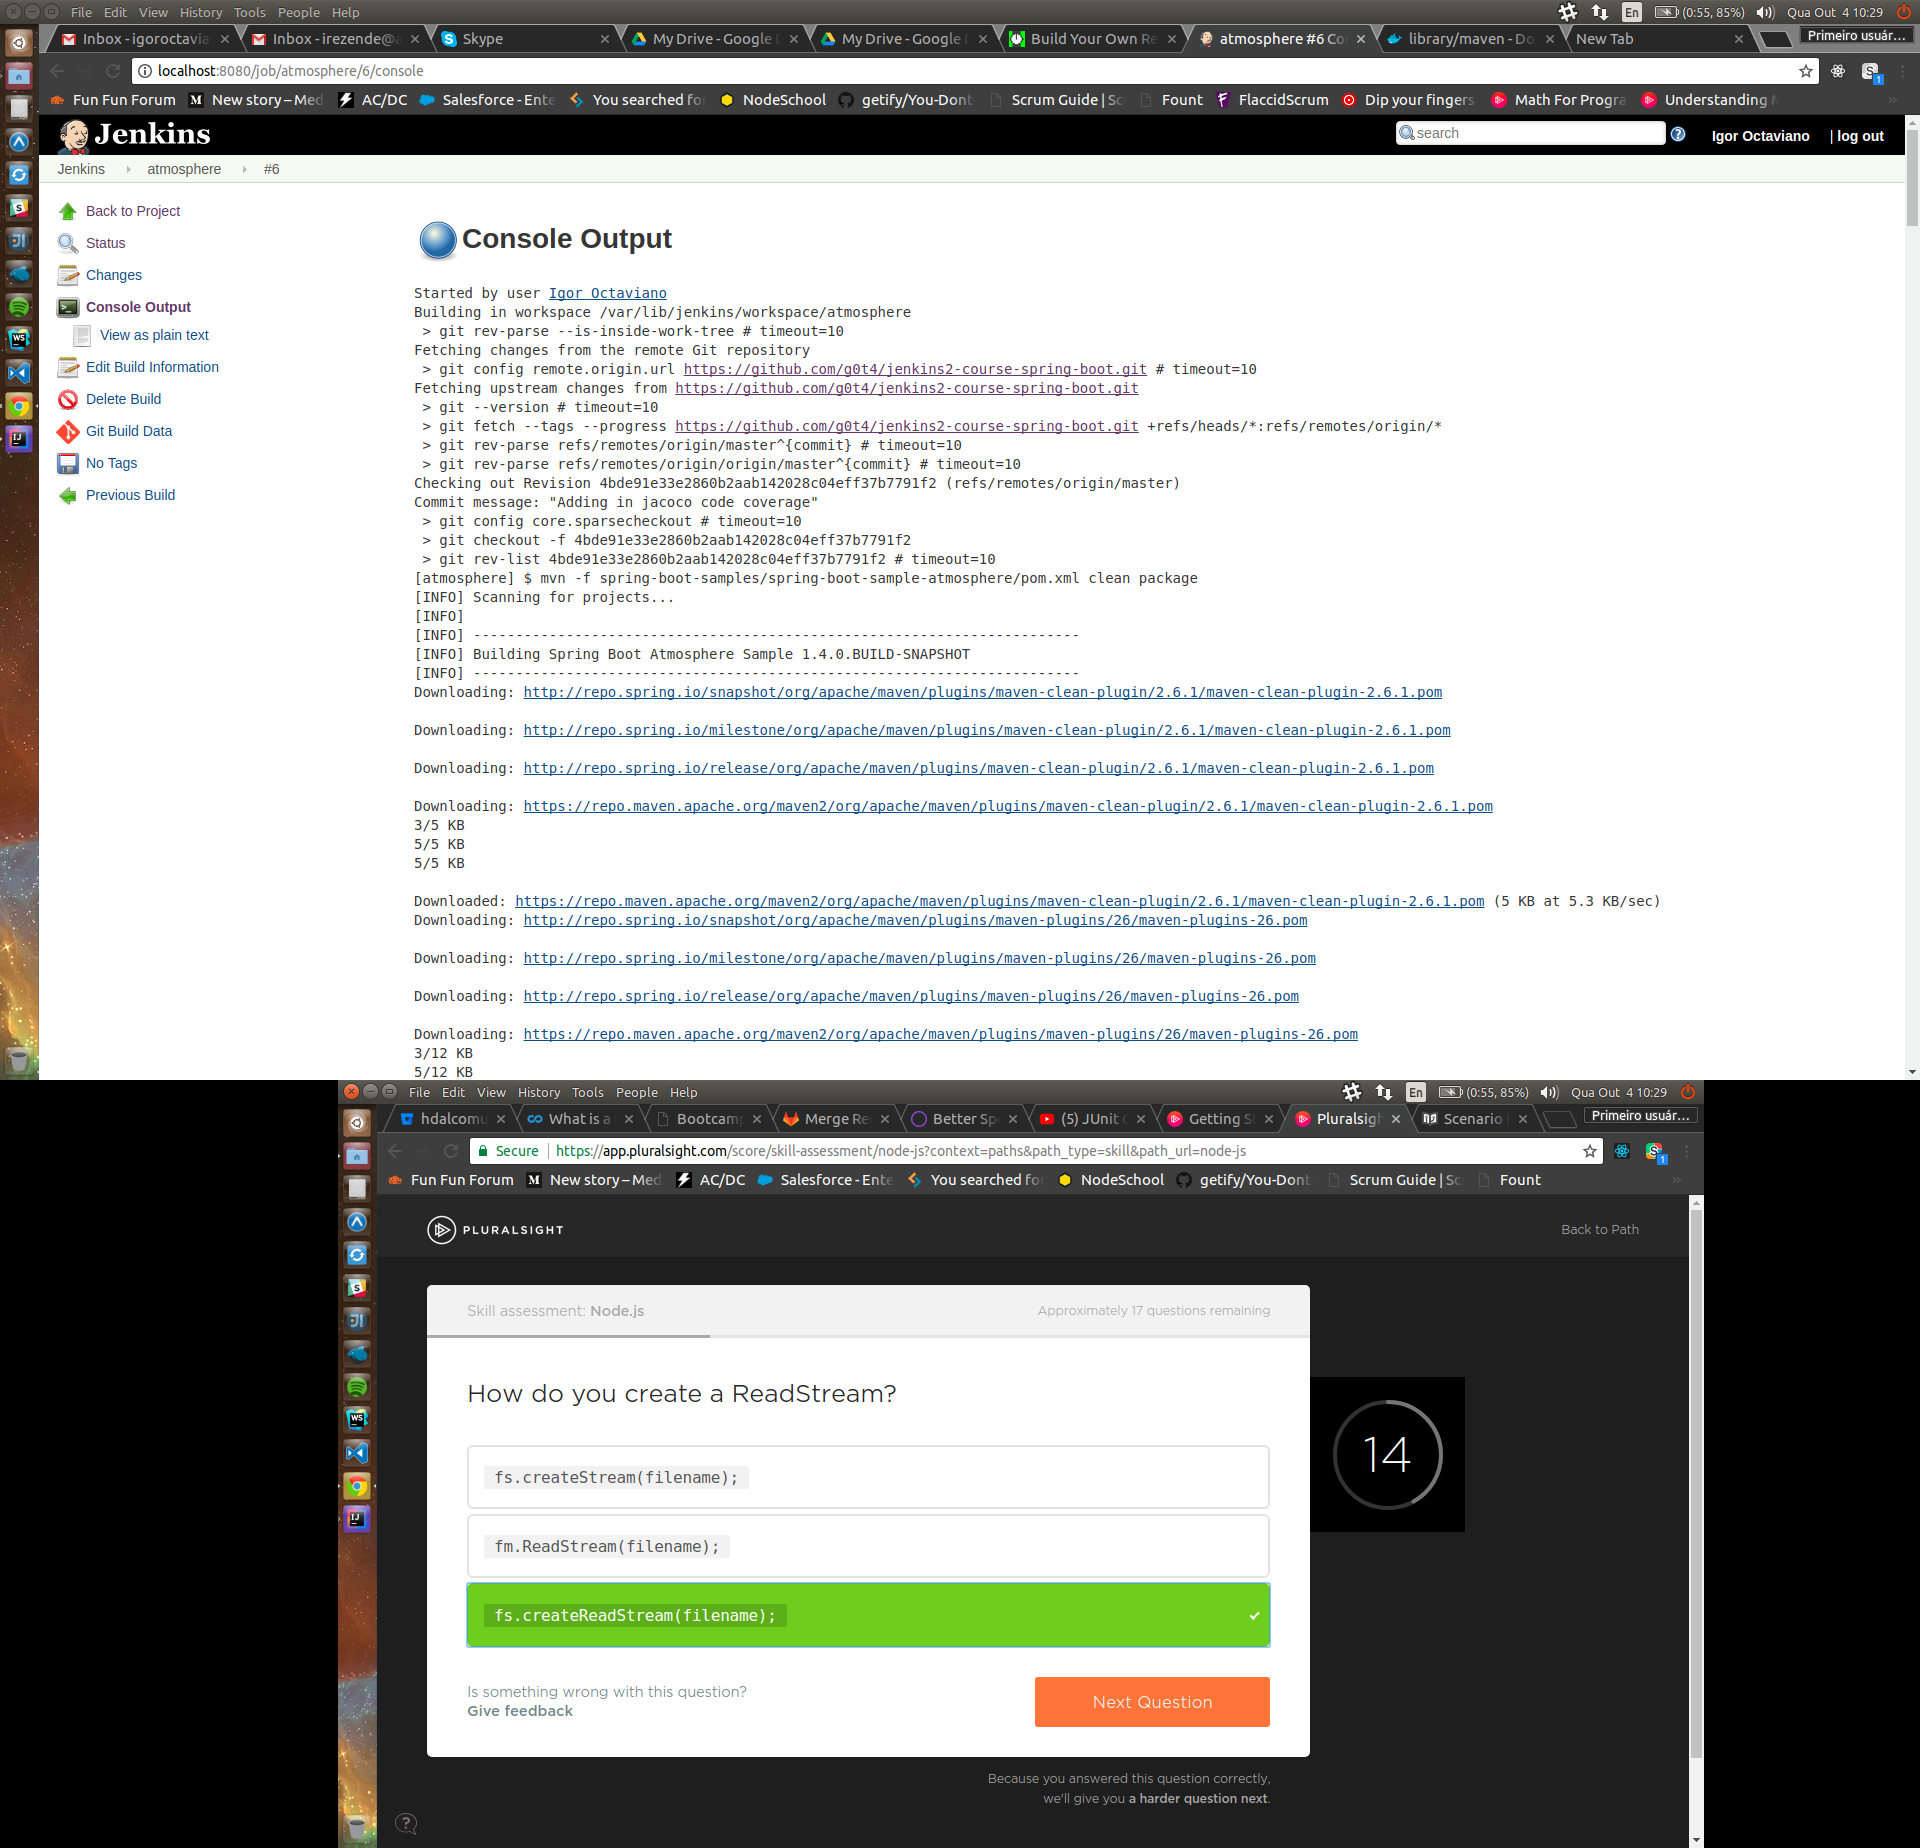 File Edit View History Tools People Help
En (0:55, 85%) Qua Out 4 10:29
Inbox - igoroctavia Inbox - irezende@a Skype My Drive - Google My Drive - Google Build Your Own Re atmosphere #6 Co library/maven - Do New Tab Primeiro usuár...
localhost:8080/job/atmosphere/6/console
Fun Fun Forum New story – Med AC/DC Salesforce - Ente You searched fo NodeSchool getify/You-Dont Scrum Guide | Sc Fount FlaccidScrum Dip your fingers Math For Progra Understanding
Jenkins
search
Igor Octaviano | log out
Jenkins atmosphere #6
Back to Project
Status
Changes
Console Output
View as plain text
Edit Build Information
Delete Build
Git Build Data
No Tags
Previous Build
Console Output
Started by user Igor Octaviano
Building in workspace /var/lib/jenkins/workspace/atmosphere
> git rev-parse --is-inside-work-tree # timeout=10
Fetching changes from the remote Git repository
> git config remote.origin.url https://github.com/g0t4/jenkins2-course-spring-boot.git # timeout=10
Fetching upstream changes from https://github.com/g0t4/jenkins2-course-spring-boot.git
> git --version # timeout=10
> git fetch --tags --progress https://github.com/g0t4/jenkins2-course-spring-boot.git +refs/heads/*:refs/remotes/origin/*
> git rev-parse refs/remotes/origin/master^{commit} # timeout=10
> git rev-parse refs/remotes/origin/origin/master^{commit} # timeout=10
Checking out Revision 4bde91e33e2860b2aab142028c04eff37b7791f2 (refs/remotes/origin/master)
Commit message: "Adding in jacoco code coverage"
> git config core.sparsecheckout # timeout=10
> git checkout -f 4bde91e33e2860b2aab142028c04eff37b7791f2
> git rev-list 4bde91e33e2860b2aab142028c04eff37b7791f2 # timeout=10
[atmosphere] $ mvn -f spring-boot-samples/spring-boot-sample-atmosphere/pom.xml clean package
[INFO] Scanning for projects...
[INFO]
[INFO] ------------------------------------------------------------------------
[INFO] Building Spring Boot Atmosphere Sample 1.4.0.BUILD-SNAPSHOT
[INFO] ------------------------------------------------------------------------
Downloading: http://repo.spring.io/snapshot/org/apache/maven/plugins/maven-clean-plugin/2.6.1/maven-clean-plugin-2.6.1.pom
Downloading: http://repo.spring.io/milestone/org/apache/maven/plugins/maven-clean-plugin/2.6.1/maven-clean-plugin-2.6.1.pom
Downloading: http://repo.spring.io/release/org/apache/maven/plugins/maven-clean-plugin/2.6.1/maven-clean-plugin-2.6.1.pom
Downloading: https://repo.maven.apache.org/maven2/org/apache/maven/plugins/maven-clean-plugin/2.6.1/maven-clean-plugin-2.6.1.pom
3/5 KB
5/5 KB
5/5 KB
Downloaded: https://repo.maven.apache.org/maven2/org/apache/maven/plugins/maven-clean-plugin/2.6.1/maven-clean-plugin-2.6.1.pom (5 KB at 5.3 KB/sec)
Downloading: http://repo.spring.io/snapshot/org/apache/maven/plugins/maven-plugins/26/maven-plugins-26.pom
Downloading: http://repo.spring.io/milestone/org/apache/maven/plugins/maven-plugins/26/maven-plugins-26.pom
Downloading: http://repo.spring.io/release/org/apache/maven/plugins/maven-plugins/26/maven-plugins-26.pom
Downloading: https://repo.maven.apache.org/maven2/org/apache/maven/plugins/maven-plugins/26/maven-plugins-26.pom
3/12 KB
5/12 KB
File Edit View History Tools People Help
En (0:55, 85%) Qua Out 4 10:29
hdalcomu What is a Bootcam Merge Re Better Sp (5) JUnit Getting S Pluralsigh Scenario Primeiro usuár...
Secure https://app.pluralsight.com/score/skill-assessment/node-js?context=paths&path_type=skill&path_url=node-js
Fun Fun Forum New story – Med AC/DC Salesforce - Ente You searched fo NodeSchool getify/You-Dont Scrum Guide | Sc Fount
PLURALSIGHT
Back to Path
Skill assessment: Node.js
Approximately 17 questions remaining
How do you create a ReadStream?
14
fs.createStream(filename);
fm.ReadStream(filename);
fs.createReadStream(filename);
Is something wrong with this question?
Give feedback
Next Question
Because you answered this question correctly,
we'll give you a harder question next.